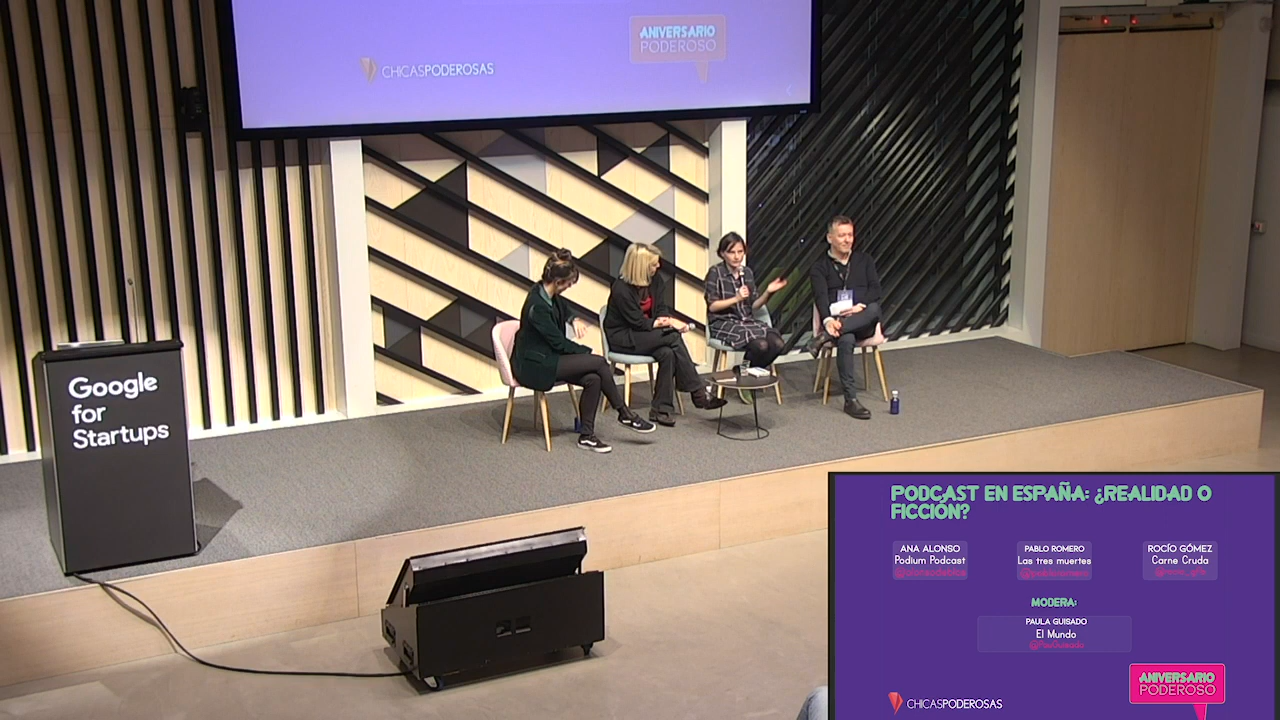 ANIVERSARIO
PODEROSO
CHICASPODEROSAS
Google
for
Startups
PODCAST EN ESPAÑA: ¿REALIDAD O
FICCIÓN?
ANA ALONSO
Podium Podcast
PABLO ROMERO
Las tres muertes
ROCÍO GÓMEZ
Carne Cruda
MODERA:
PAULA GUISADO
El Mundo
ANIVERSARIO
PODEROSO
CHICASPODEROSAS